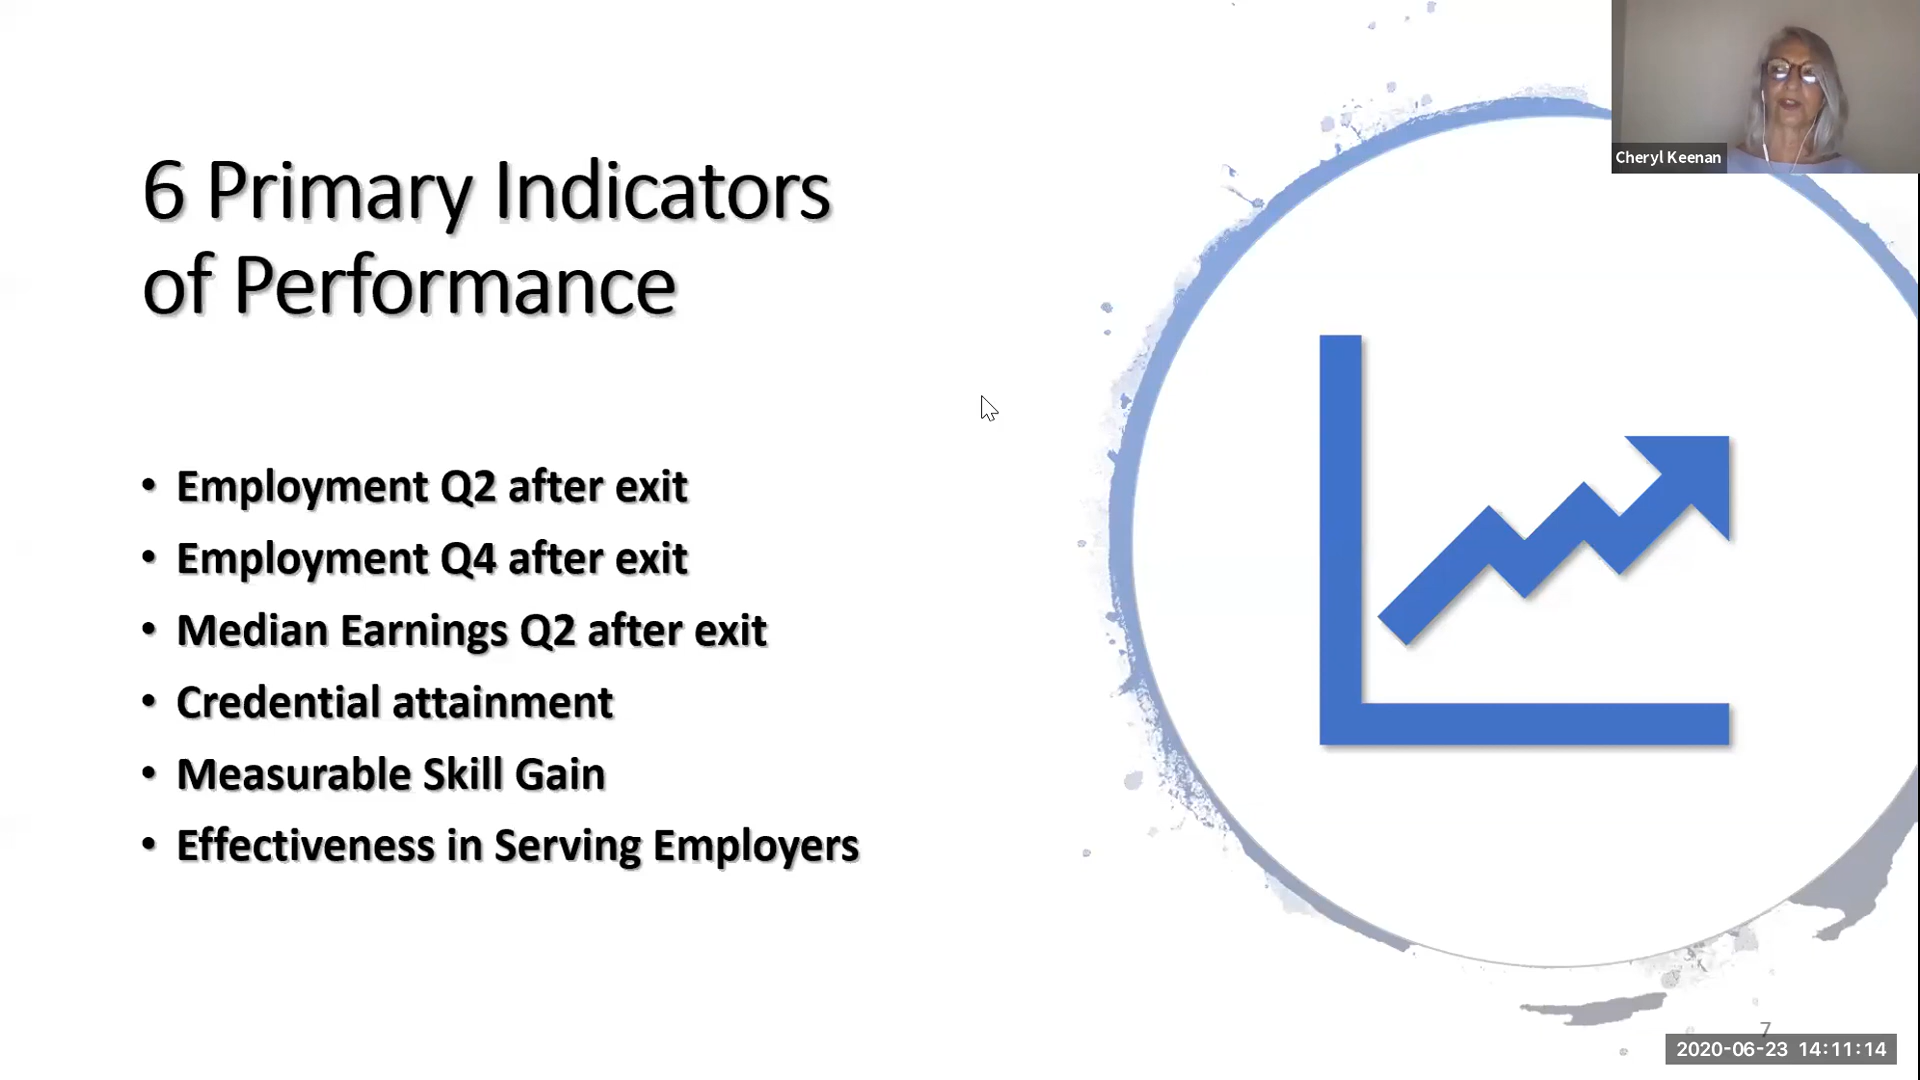 Cheryl Keenan
6 Primary Indicators
of Performance
• Employment Q2 after exit
• Employment Q4 after exit
• Median Earnings Q2 after exit
• Credential attainment
• Measurable Skill Gain
• Effectiveness in Serving Employers
7
2020-06-23 14:11:14